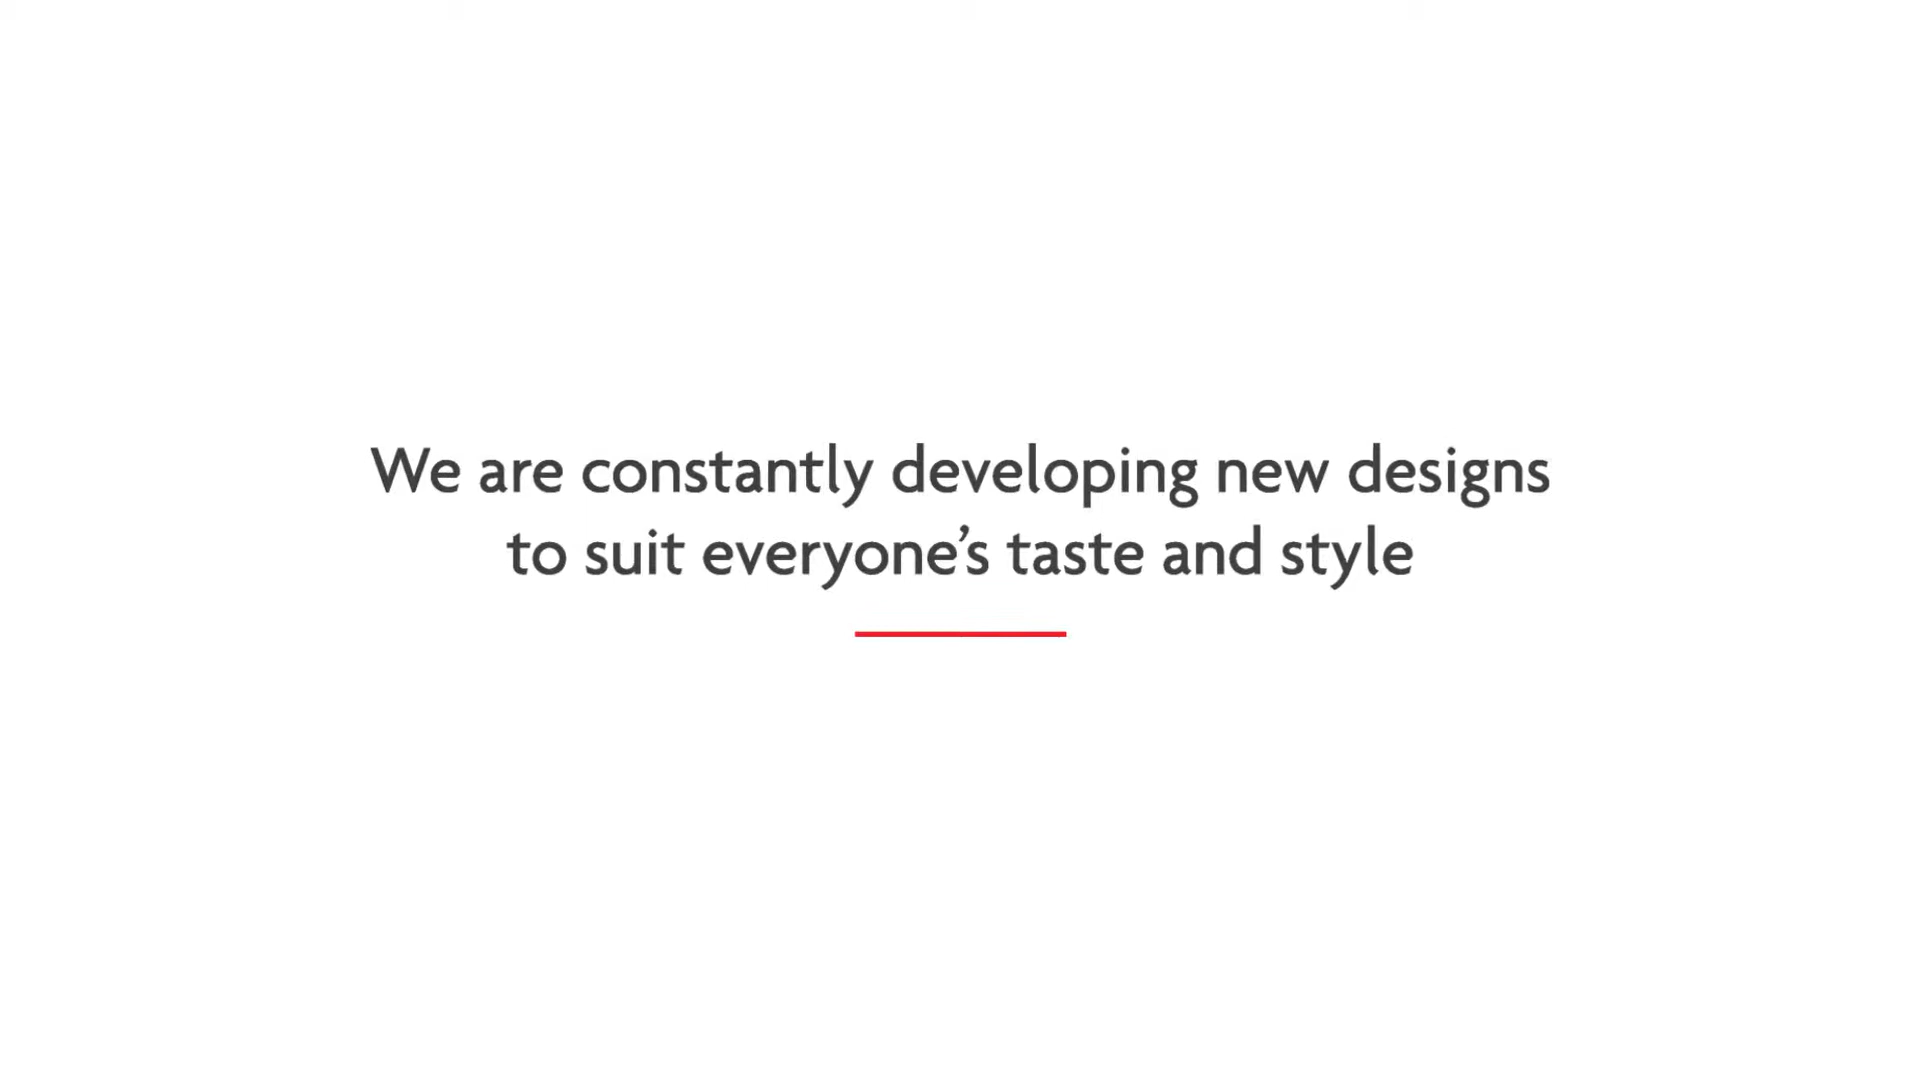 We are constantly developing new designs
to suit everyone’s taste and style